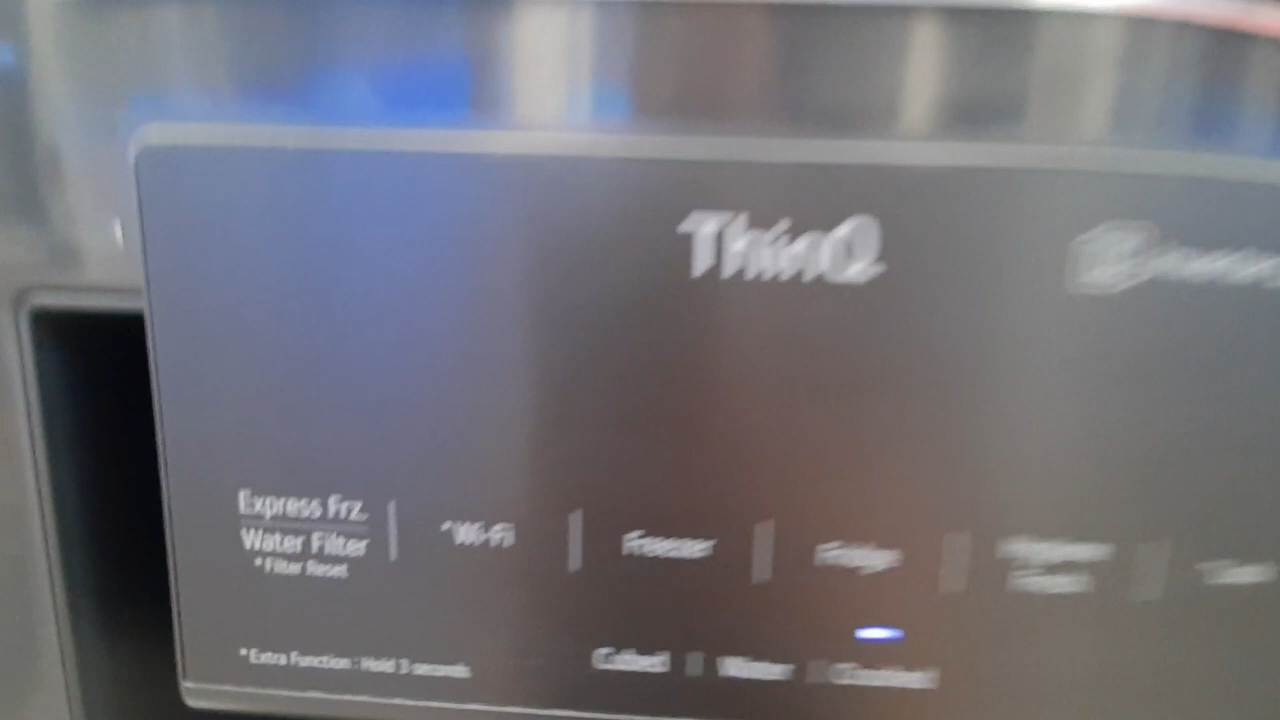 ThinQ
Express Frz. | *Wi-Fi | Freezer | Fridge
Water Filter
* Filter Reset
* Extra Function : Hold 3 seconds
Cubed | Water | Crushed